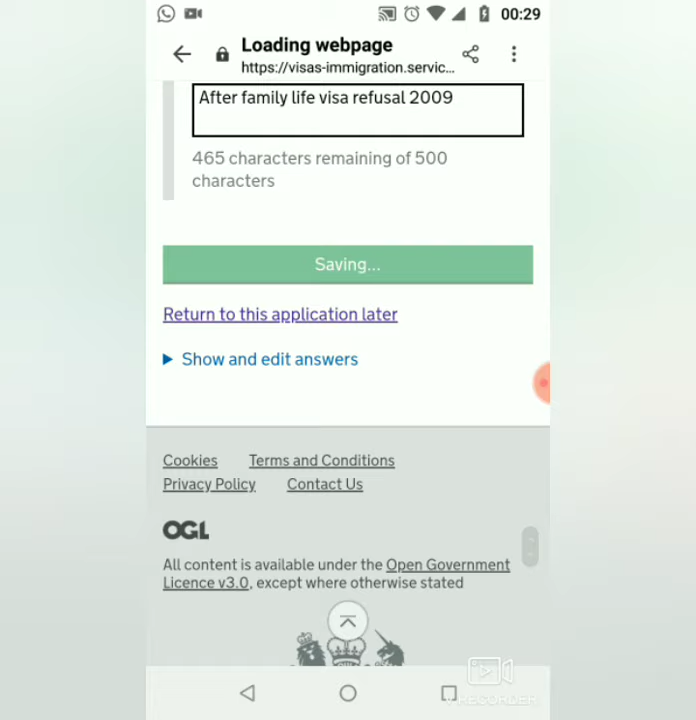 00:29
Loading webpage
https://visas-immigration.servic...
After family life visa refusal 2009
465 characters remaining of 500
characters
Saving...
Return to this application later
Show and edit answers
Cookies Terms and Conditions
Privacy Policy Contact Us
OGL
All content is available under the Open Government
Licence v3.0, except where otherwise stated
V RECORDER